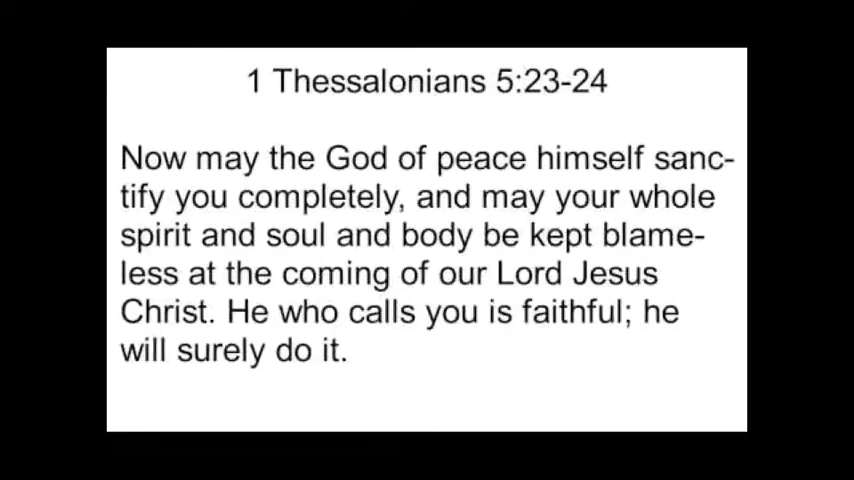 1 Thessalonians 5:23-24
Now may the God of peace himself sanc-
tify you completely, and may your whole
spirit and soul and body be kept blame-
less at the coming of our Lord Jesus
Christ. He who calls you is faithful; he
will surely do it.